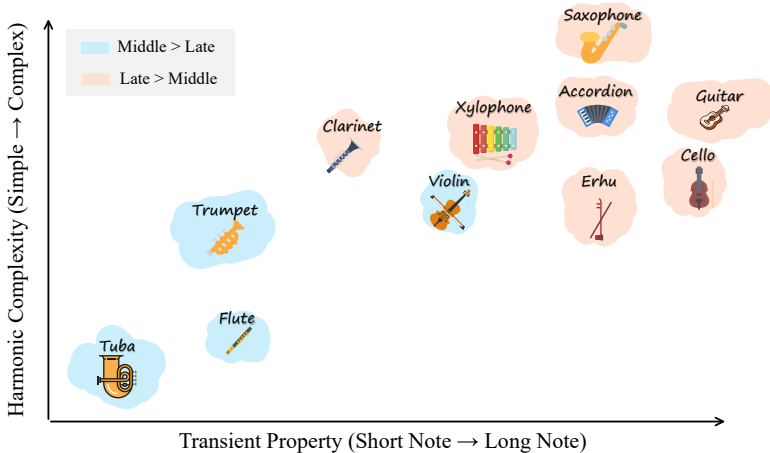 Harmonic Complexity (Simple → Complex)
Middle > Late
Late > Middle
Saxophone
Accordion
Guitar
Xylophone
Clarinet
Cello
Violin
Erhu
Trumpet
Flute
Tuba
Transient Property (Short Note → Long Note)